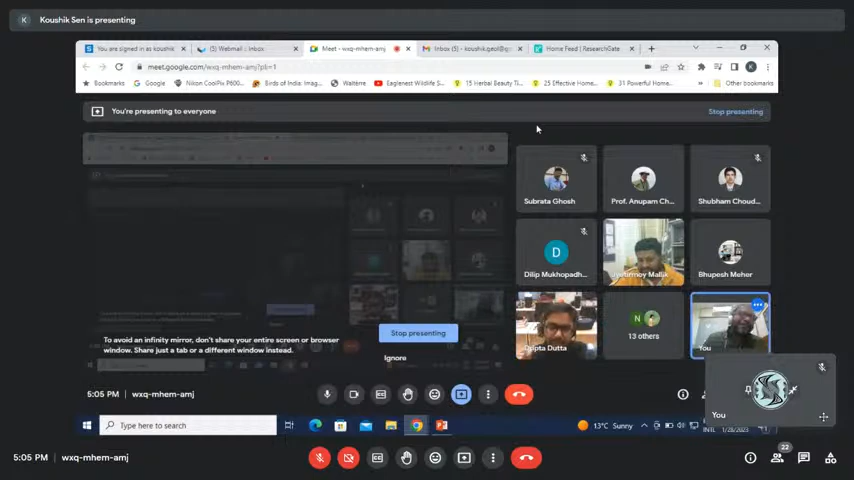 K Koushik Sen is presenting
You are signed in as koushik
(5) Webmail :: Inbox
Meet - wxq-mhem-amj
Inbox (5) - koushik.geol@g
Home Feed | ResearchGate
meet.google.com/wxq-mhem-amj?pli=1
K
Bookmarks
Google
Nikon CoolPix P600...
Birds of India: Imag...
Eaglenest Wildlife S...
15 Herbal Beauty Ti...
25 Effective Home...
31 Powerful Home...
Other bookmarks
You're presenting to everyone
Stop presenting
Subrata Ghosh
Prof. Anupam Ch...
Shubham Choud...
D
Dilip Mukhopadh...
Jyotirmoy Mallik
Bhupesh Meher
Dripta Dutta
N
13 others
You
To avoid an infinity mirror, don't share your entire screen or browser
window. Share just a tab or a different window instead.
Stop presenting
Ignore
5:05 PM
wxq-mhem-amj
You
Type here to search
13°C Sunny
5:05 PM
INTL
1/28/2023
5:05 PM
wxq-mhem-amj
22